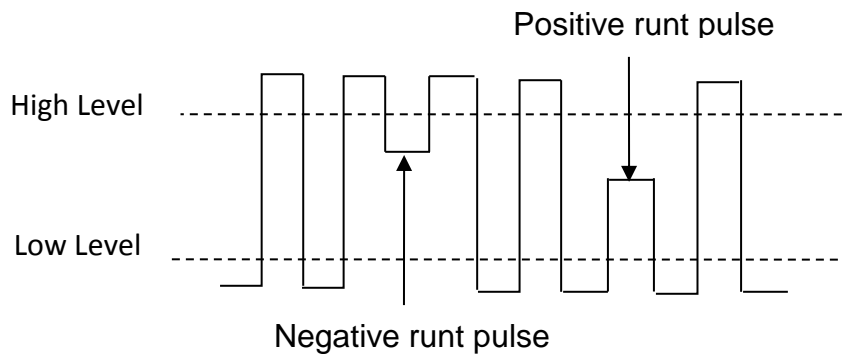 Positive runt pulse
High Level
Low Level
Negative runt pulse